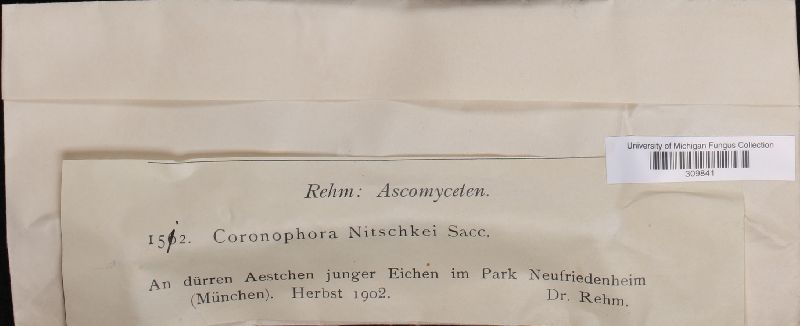 University of Michigan Fungus Collection
309841
Rehm: Ascomyceten.
1512. Coronophora Nitschkei Sacc.
An dürren Aestchen junger Eichen im Park Neufriedenheim
(München). Herbst 1902. Dr. Rehm.